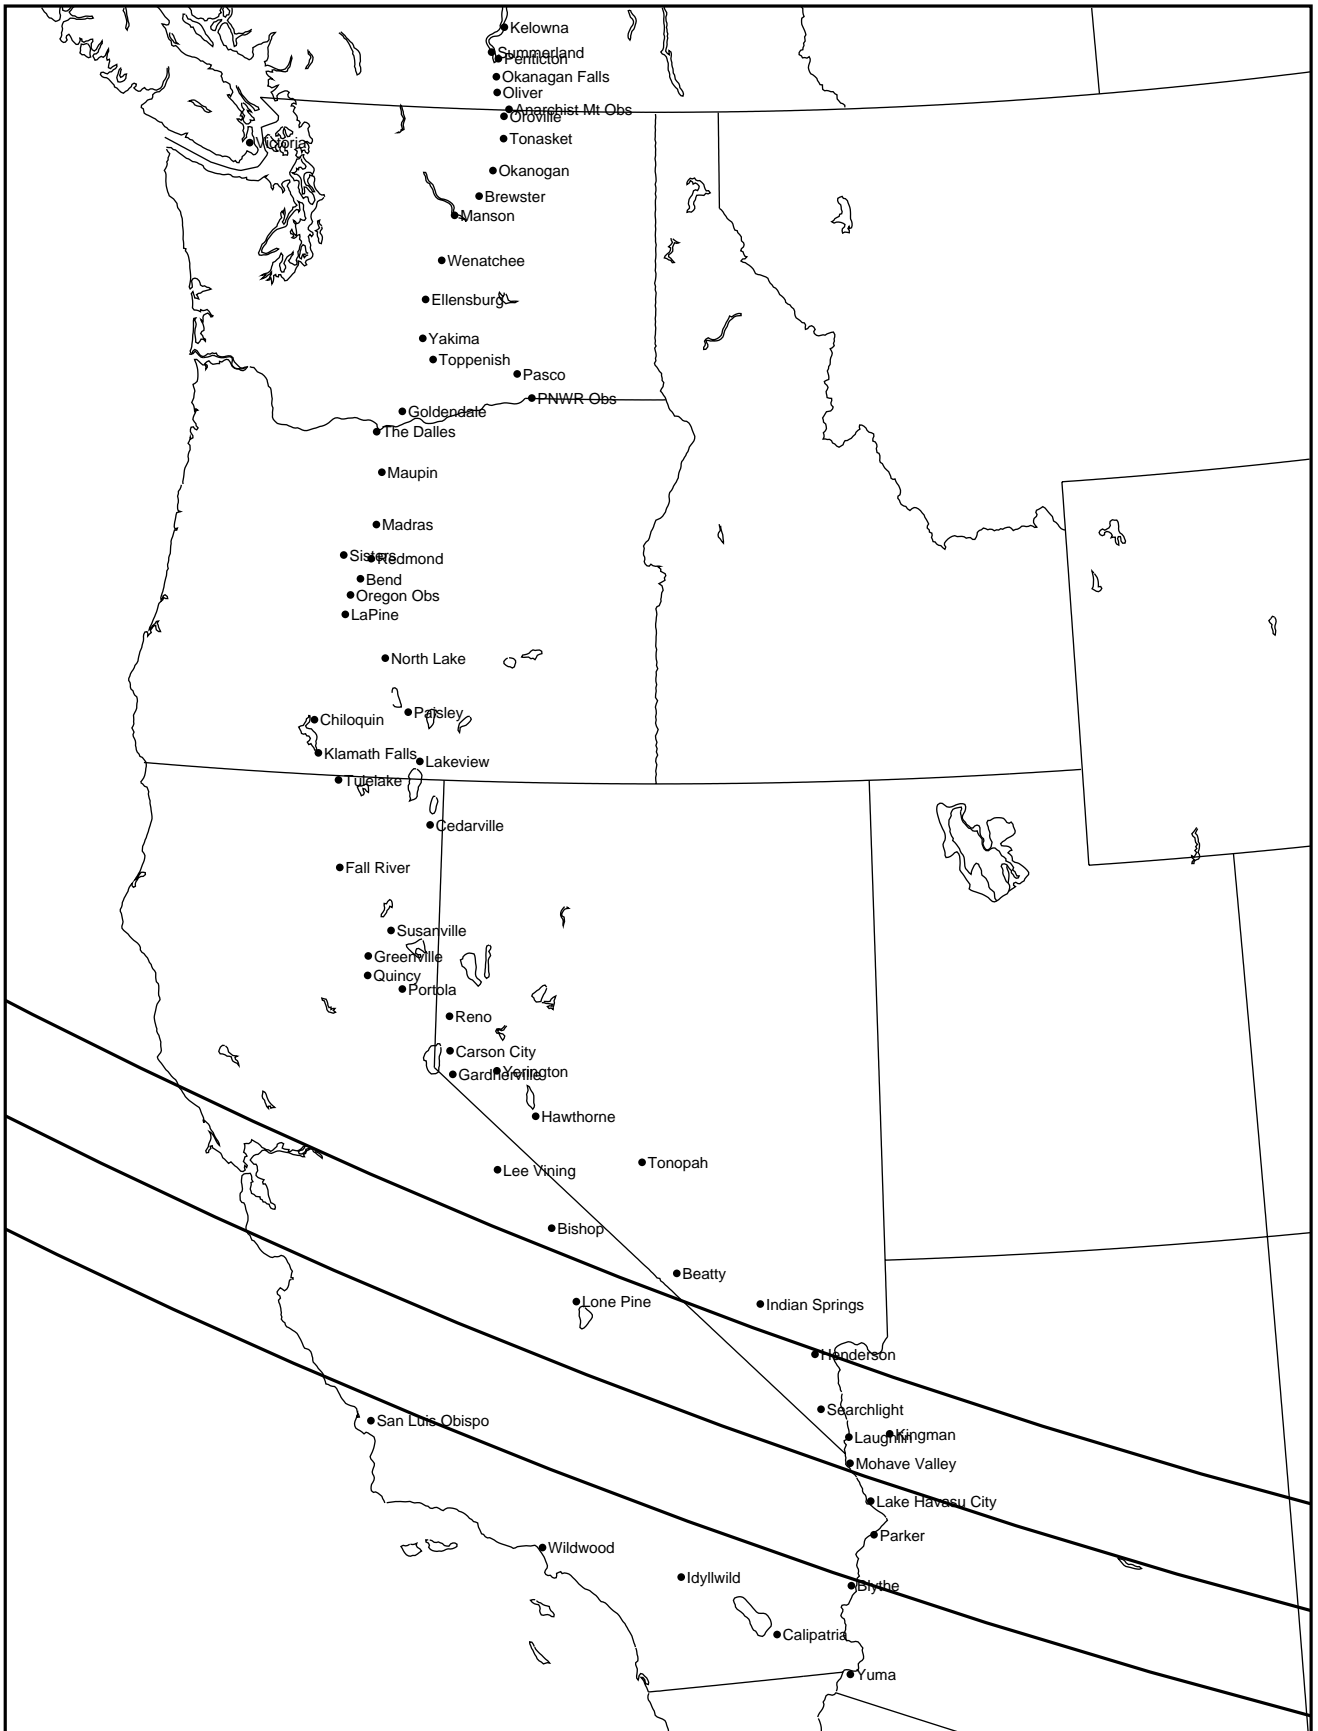 Kelowna
Summerland
Penticton
Okanagan Falls
Oliver
Anarchist Mt Obs
Oroville
Tonasket
Victoria
Okanogan
Brewster
Manson
Wenatchee
Ellensburg
Yakima
Toppenish
Pasco
PNWR Obs
Goldendale
The Dalles
Maupin
Madras
Sisters
Redmond
Bend
Oregon Obs
LaPine
North Lake
Paisley
Chiloquin
Klamath Falls
Lakeview
Tulelake
Cedarville
Fall River
Susanville
Greenville
Quincy
Portola
Reno
Carson City
Yerington
Gardnerville
Hawthorne
Tonopah
Lee Vining
Bishop
Beatty
Lone Pine
Indian Springs
Henderson
Searchlight
San Luis Obispo
Kingman
Laughlin
Mohave Valley
Lake Havasu City
Parker
Wildwood
Idyllwild
Blythe
Calipatria
Yuma